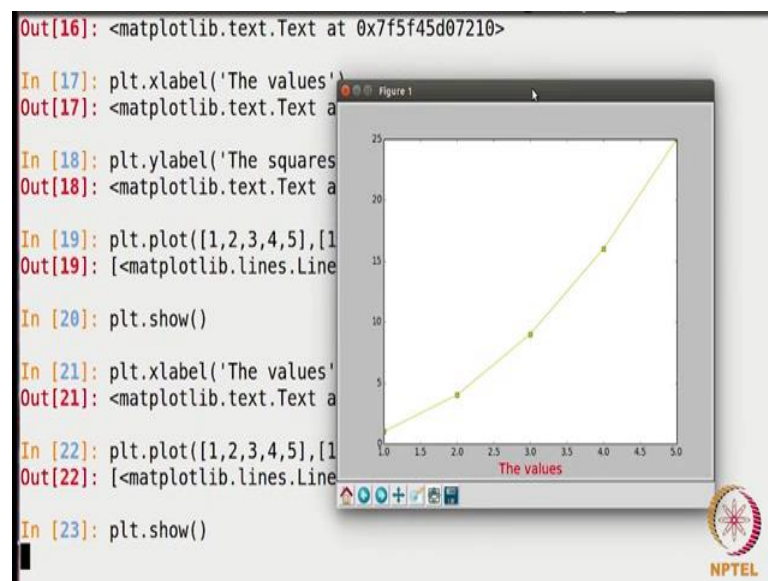 Out[16]: <matplotlib.text.Text at 0x7f5f45d07210>
In [17]: plt.xlabel('The values')
Out[17]: <matplotlib.text.Text a
In [18]: plt.ylabel('The squares
Out[18]: <matplotlib.text.Text a
In [19]: plt.plot([1,2,3,4,5],[1
Out[19]: [<matplotlib.lines.Line
In [20]: plt.show()
In [21]: plt.xlabel('The values'
Out[21]: <matplotlib.text.Text a
In [22]: plt.plot([1,2,3,4,5],[1
Out[22]: [<matplotlib.lines.Line
In [23]: plt.show()
Figure 1
25
20
15
10
5
0
1.0 1.5 2.0 2.5 3.0 3.5 4.0 4.5 5.0
The values
NPTEL